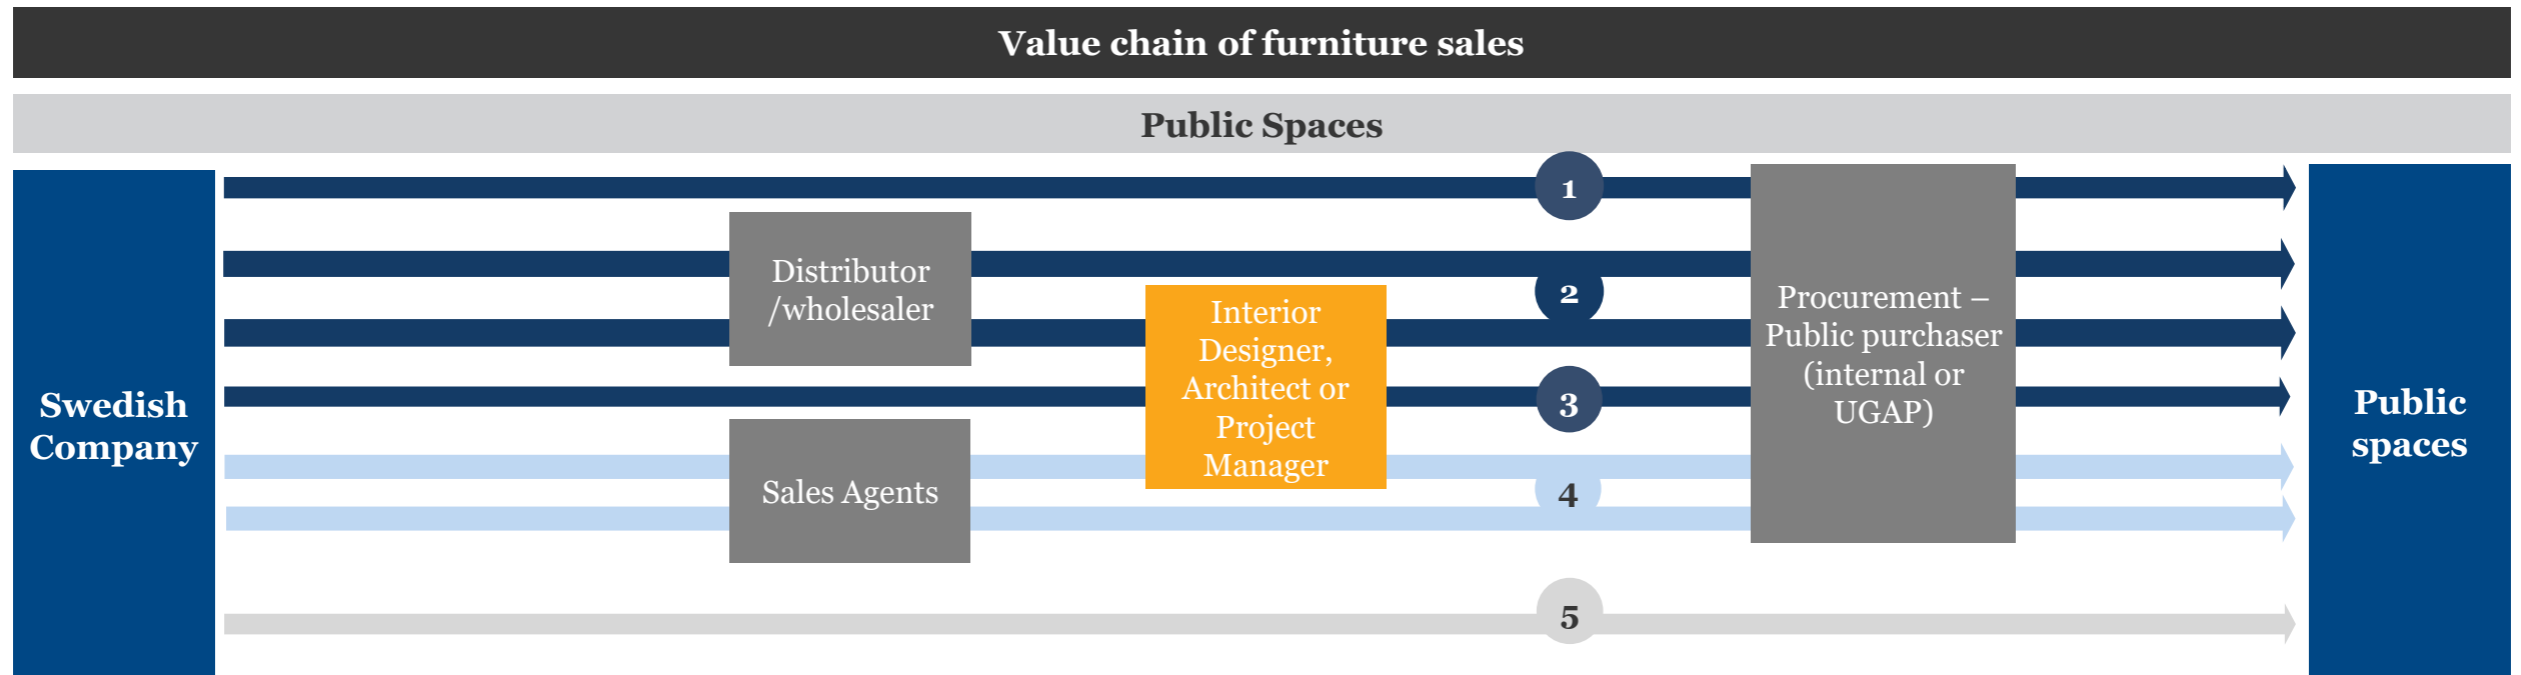 Value chain of furniture sales
Public Spaces
Swedish
Company
Distributor
/wholesaler
Sales Agents
Interior
Designer,
Architect or
Project
Manager
1
2
3
4
5
Procurement –
Public purchaser
(internal or
UGAP)
Public
spaces